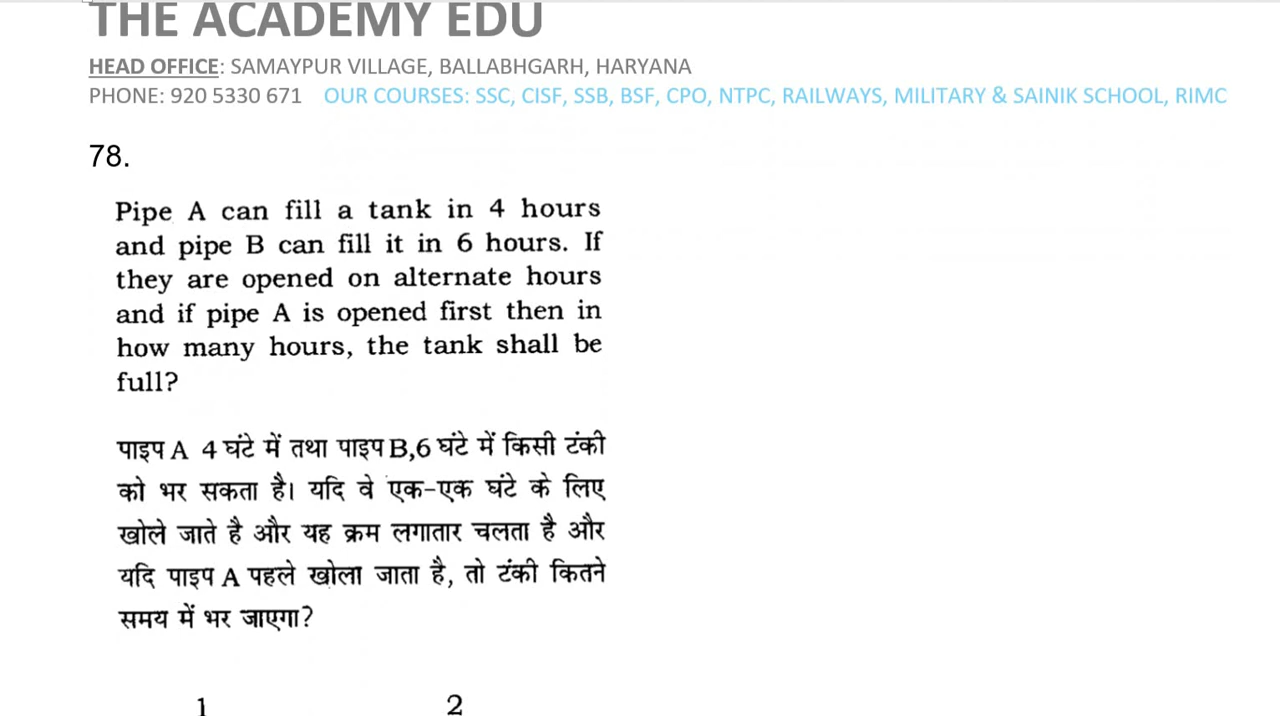 THE ACADEMY EDU
HEAD OFFICE: SAMAYPUR VILLAGE, BALLABHGARH, HARYANA
PHONE: 920 5330 671 OUR COURSES: SSC, CISF, SSB, BSF, CPO, NTPC, RAILWAYS, MILITARY & SAINIK SCHOOL, RIMC
78.
Pipe A can fill a tank in 4 hours
and pipe B can fill it in 6 hours. If
they are opened on alternate hours
and if pipe A is opened first then in
how many hours, the tank shall be
full?
पाइप A 4 घंटे में तथा पाइप B,6 घंटे में किसी टंकी
को भर सकता है। यदि वे एक-एक घंटे के लिए
खोले जाते है और यह क्रम लगातार चलता है और
यदि पाइप A पहले खोला जाता है, तो टंकी कितने
समय में भर जाएगा?
1 2